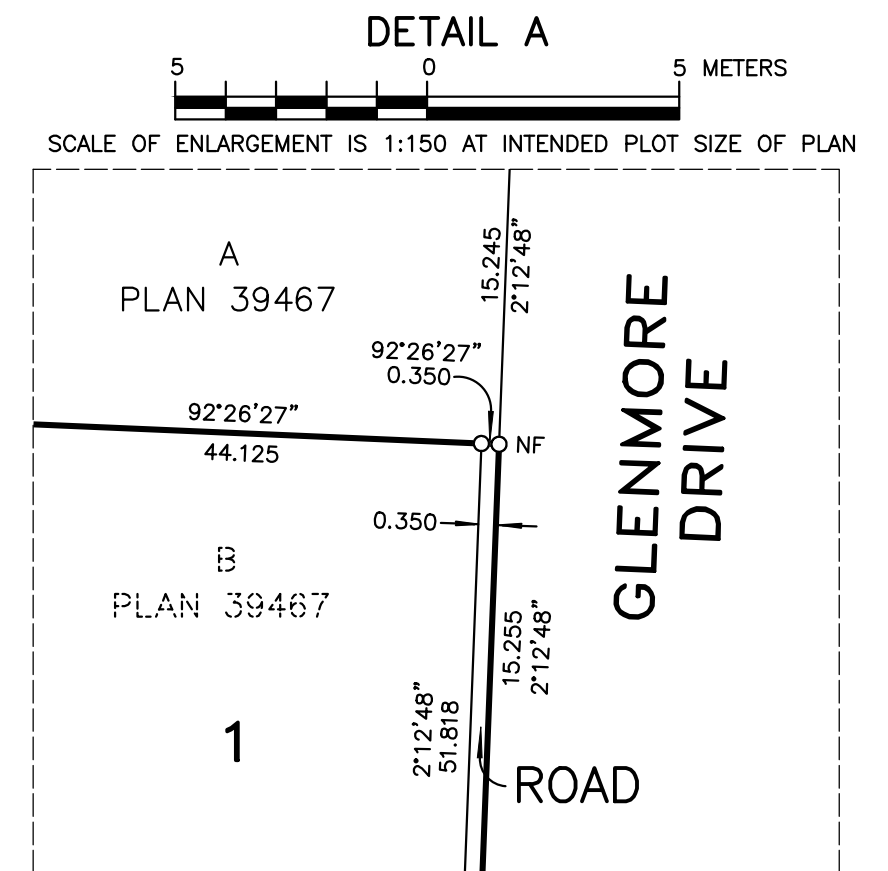 DETAIL A
5 0 5 METERS
SCALE OF ENLARGEMENT IS 1:150 AT INTENDED PLOT SIZE OF PLAN
A
PLAN 39467
15.245
2°12'48"
GLENMORE
DRIVE
92°26'27"
0.350
92°26'27"
44.125
NF
0.350
B
PLAN 39467
15.255
2°12'48"
2°12'48"
51.818
1
ROAD